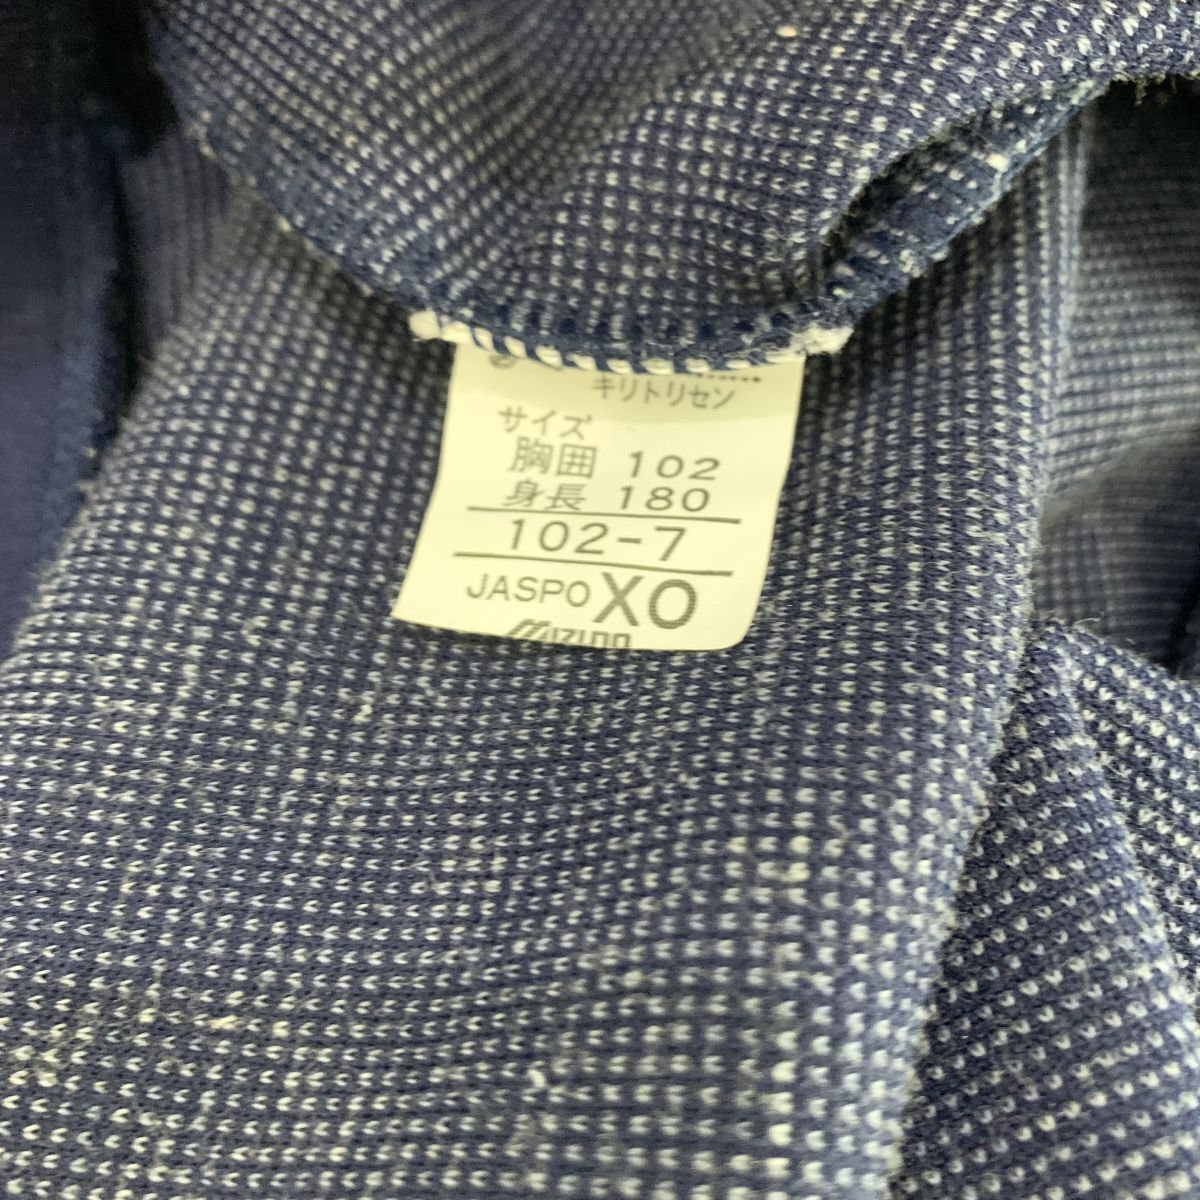 キリトリセン
サイズ
胸囲 102
身長 180
102-7
JASPO XO
Mizuno